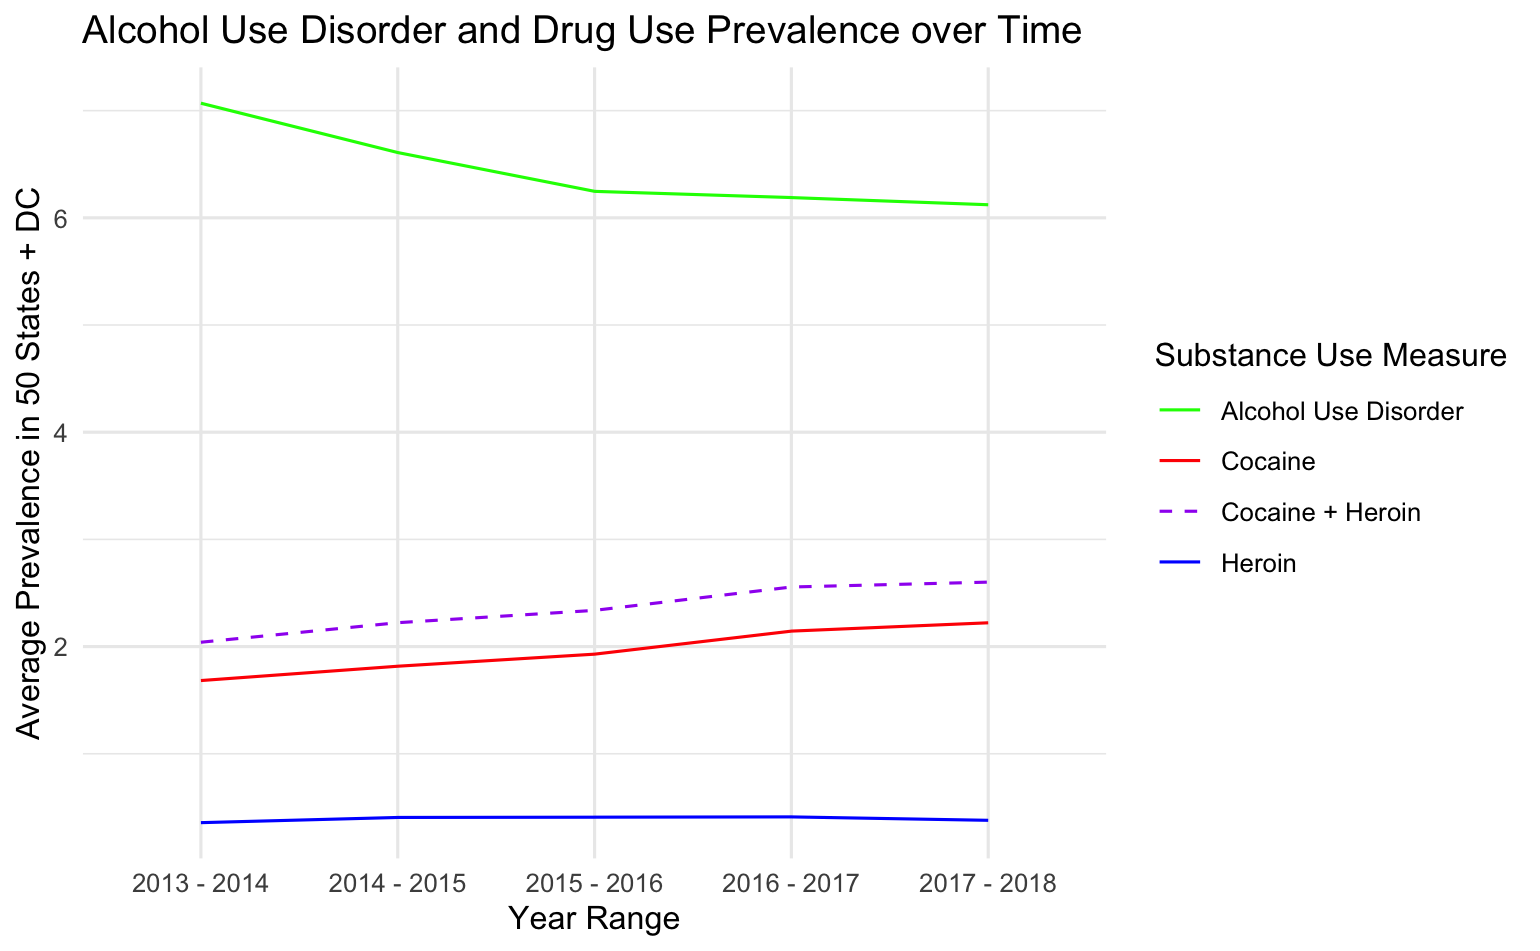 Alcohol Use Disorder and Drug Use Prevalence over Time
Average Prevalence in 50 States + DC
6
4
2
2013 - 2014
2014 - 2015
2015 - 2016
2016 - 2017
2017 - 2018
Year Range
Substance Use Measure
Alcohol Use Disorder
Cocaine
Cocaine + Heroin
Heroin